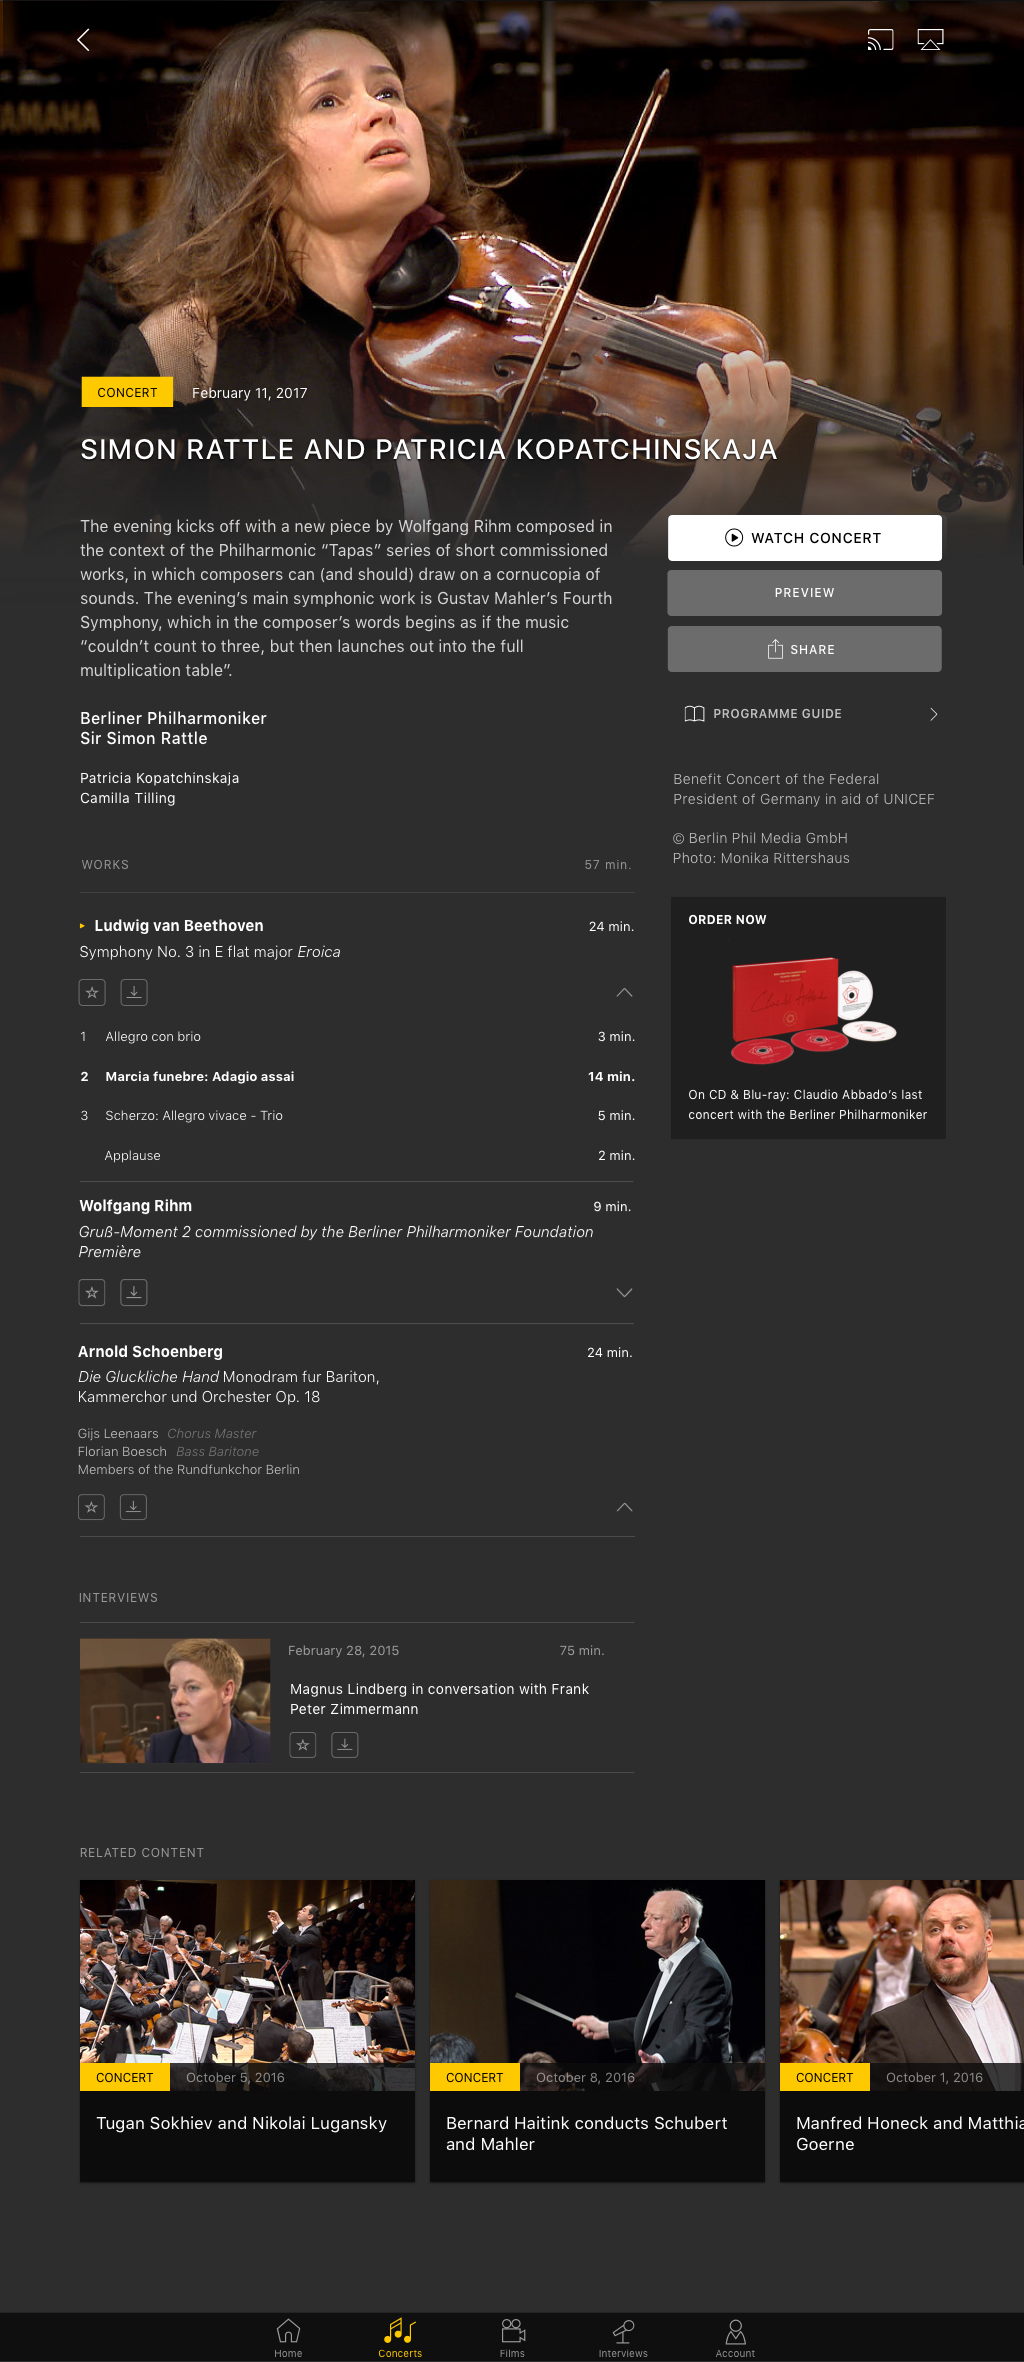 YAMAHA
CONCERT
February 11, 2017
SIMON RATTLE AND PATRICIA KOPATCHINSKAJA
The evening kicks off with a new piece by Wolfgang Rihm composed in
the context of the Philharmonic “Tapas” series of short commissioned
works, in which composers can (and should) draw on a cornucopia of
sounds. The evening’s main symphonic work is Gustav Mahler’s Fourth
Symphony, which in the composer’s words begins as if the music
“couldn’t count to three, but then launches out into the full
multiplication table”.
Berliner Philharmoniker
Sir Simon Rattle
Patricia Kopatchinskaja
Camilla Tilling
WATCH CONCERT
PREVIEW
SHARE
PROGRAMME GUIDE
Benefit Concert of the Federal
President of Germany in aid of UNICEF
© Berlin Phil Media GmbH
Photo: Monika Rittershaus
ORDER NOW
On CD & Blu-ray: Claudio Abbado’s last
concert with the Berliner Philharmoniker
WORKS 57 min.
Ludwig van Beethoven 24 min.
Symphony No. 3 in E flat major Eroica
1 Allegro con brio 3 min.
2 Marcia funebre: Adagio assai 14 min.
3 Scherzo: Allegro vivace - Trio 5 min.
Applause 2 min.
Wolfgang Rihm 9 min.
Gruß-Moment 2 commissioned by the Berliner Philharmoniker Foundation
Première
Arnold Schoenberg 24 min.
Die Gluckliche Hand Monodram fur Bariton,
Kammerchor und Orchester Op. 18
Gijs Leenaars Chorus Master
Florian Boesch Bass Baritone
Members of the Rundfunkchor Berlin
INTERVIEWS
February 28, 2015 75 min.
Magnus Lindberg in conversation with Frank
Peter Zimmermann
RELATED CONTENT
CONCERT October 5, 2016
Tugan Sokhiev and Nikolai Lugansky
CONCERT October 8, 2016
Bernard Haitink conducts Schubert
and Mahler
CONCERT October 1, 2016
Manfred Honeck and Matthia
Goerne
Home Concerts Films Interviews Account